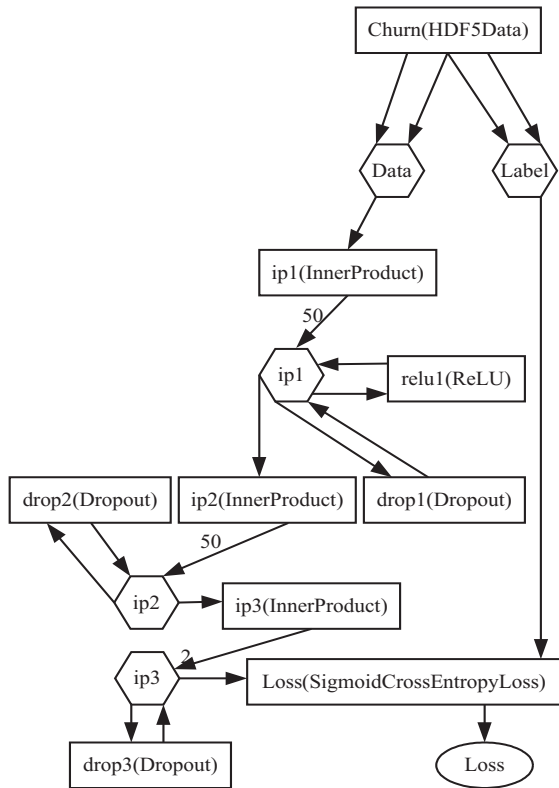 Churn(HDF5Data)
Data
Label
ip1(InnerProduct)
50
ip1
relu1(ReLU)
drop2(Dropout)
ip2(InnerProduct)
drop1(Dropout)
50
ip2
ip3(InnerProduct)
2
ip3
Loss(SigmoidCrossEntropyLoss)
drop3(Dropout)
Loss